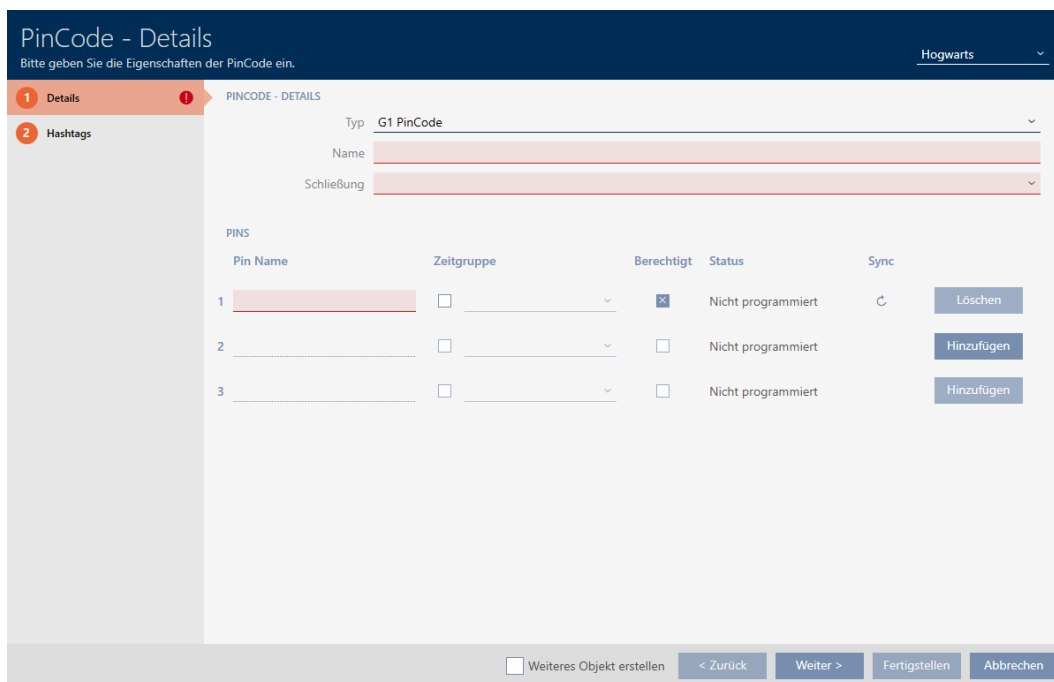 PinCode - Details
Bitte geben Sie die Eigenschaften der PinCode ein.
Hogwarts
1 Details
2 Hashtags
PINCODE - DETAILS
Typ G1 PinCode
Name
Schließung
PINS
Pin Name Zeitgruppe Berechtigt Status Sync
1 Nicht programmiert Löschen
2 Nicht programmiert Hinzufügen
3 Nicht programmiert Hinzufügen
Weiteres Objekt erstellen < Zurück Weiter > Fertigstellen Abbrechen